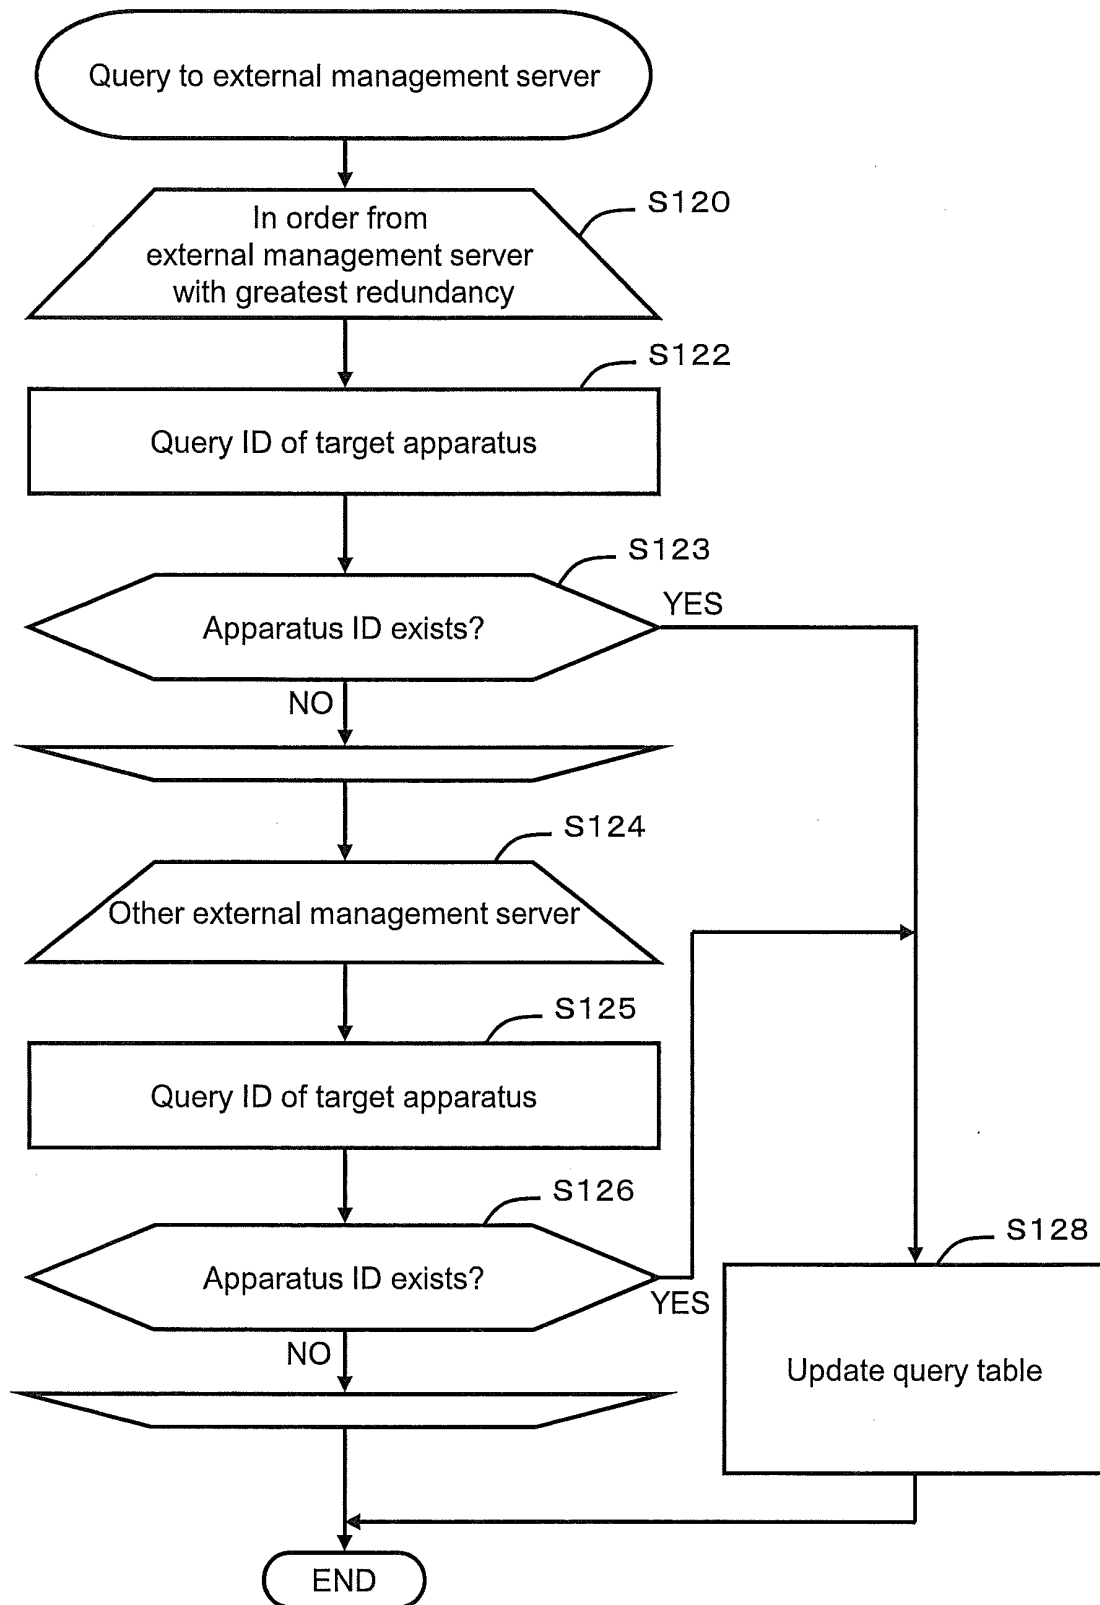 Query to external management server
S120
In order from
external management server
with greatest redundancy
S122
Query ID of target apparatus
S123
Apparatus ID exists?
YES
NO
S124
Other external management server
S125
Query ID of target apparatus
S126
Apparatus ID exists?
YES
NO
S128
Update query table
END